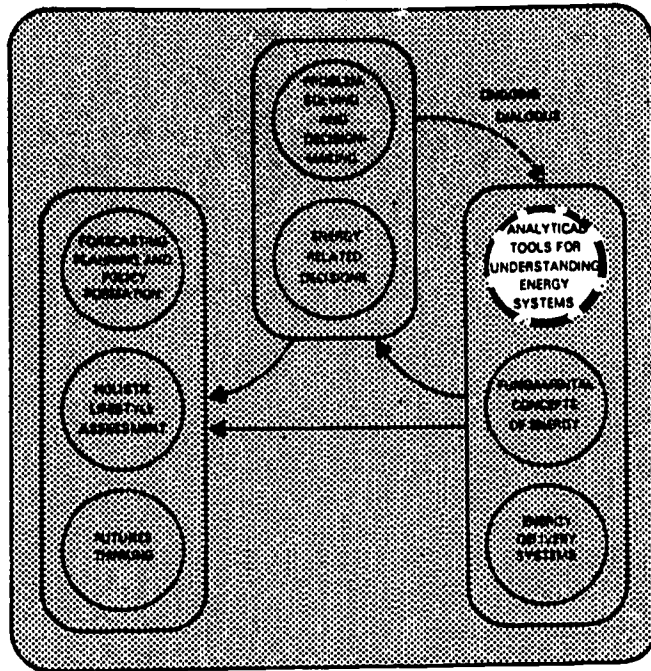 PROBLEM
SOLVING
AND
DECISION
MAKING
ONGOING
DIALOGUE
ENERGY
RELATED
DECISIONS
FORECASTING
PLANNING AND
POLICY
FORMATION
HOLISTIC
LIFESTYLE
ASSESSMENT
FUTURES
THINKING
ANALYTICAL
TOOLS FOR
UNDERSTANDING
ENERGY
SYSTEMS
FUNDAMENTAL
CONCEPTS
OF ENERGY
ENERGY
DELIVERY
SYSTEMS